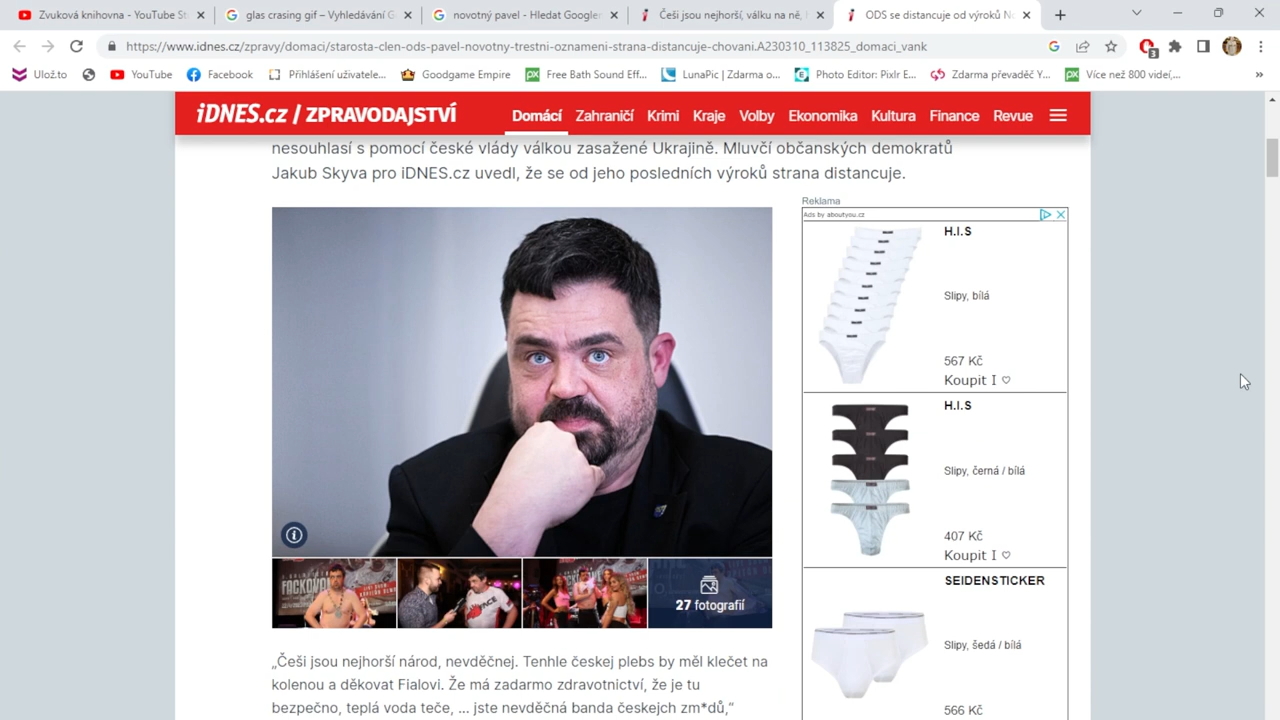 Zvuková knihovna - YouTube St
glas crasing gif – Vyhledávání G
novotný pavel - Hledat Googlem
Češi jsou nejhorší, válku na ně,
ODS se distancuje od výroků No
https://www.idnes.cz/zpravy/domaci/starosta-clen-ods-pavel-novotny-trestni-oznameni-strana-distancuje-chovani.A230310_113825_domaci_vank
3
Ulož.to
YouTube
Facebook
Přihlášení uživatele...
Goodgame Empire
Free Bath Sound Eff...
LunaPic | Zdarma o...
Photo Editor: Pixlr E...
Zdarma převaděč Y...
Více než 800 videí,...
iDNES.cz / ZPRAVODAJSTVÍ
Domácí Zahraničí Krimi Kraje Volby Ekonomika Kultura Finance Revue
nesouhlasí s pomocí české vlády válkou zasažené Ukrajině. Mluvčí občanských demokratů
Jakub Skyva pro iDNES.cz uvedl, že se od jeho posledních výroků strana distancuje.
27 fotografií
„Češi jsou nejhorší národ, nevděčnej. Tenhle českej plebs by měl klečet na
kolenou a děkovat Fialovi. Že má zadarmo zdravotnictví, že je tu
bezpečno, teplá voda teče, ... jste nevděčná banda českejch zm*dů,“
Reklama
Ads by aboutyou.cz
H.I.S
Slipy, bílá
567 Kč
Koupit I ♡
H.I.S
Slipy, černá / bílá
407 Kč
Koupit I ♡
SEIDENSTICKER
Slipy, šedá / bílá
566 Kč